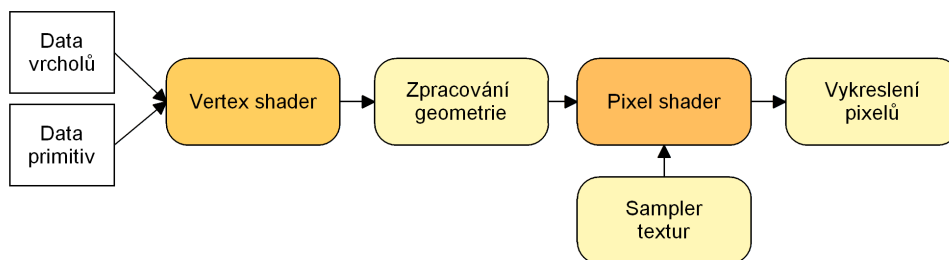 Data
vrcholů
Data
primitiv
Vertex shader
Zpracování
geometrie
Pixel shader
Vykreslení
pixelů
Sampler
textur